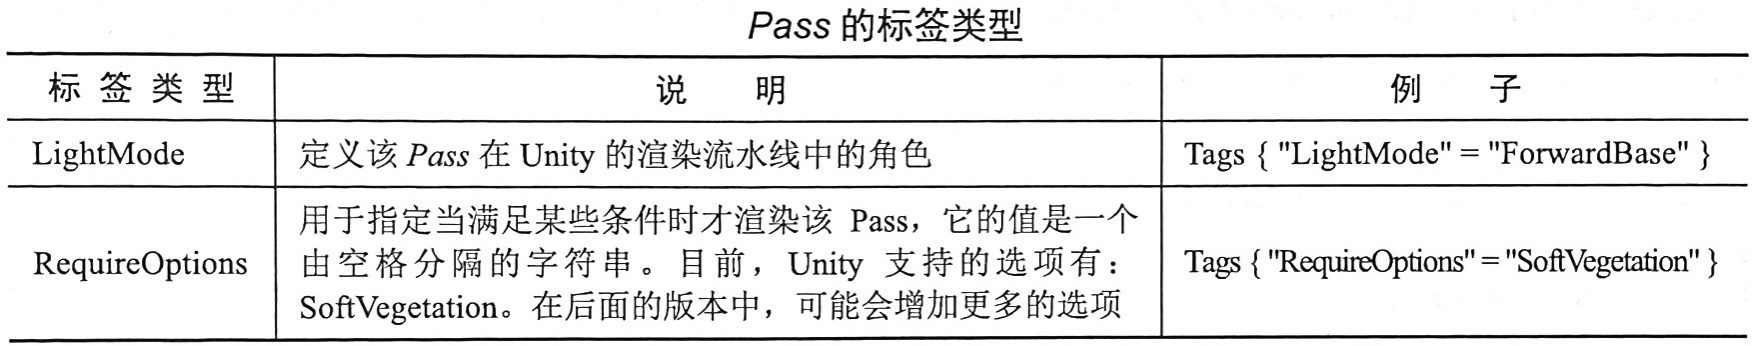 Pass 的标签类型
标签类型 说 明 例 子
LightMode 定义该 Pass 在 Unity 的渲染流水线中的角色 Tags { "LightMode" = "ForwardBase" }
用于指定当满足某些条件时才渲染该 Pass，它的值是一个
RequireOptions 由空格分隔的字符串。目前，Unity 支持的选项有： Tags { "RequireOptions" = "SoftVegetation" }
SoftVegetation。在后面的版本中，可能会增加更多的选项